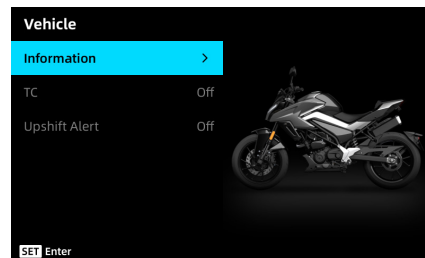 Vehicle
Information >
TC Off
Upshift Alert Off
SET Enter